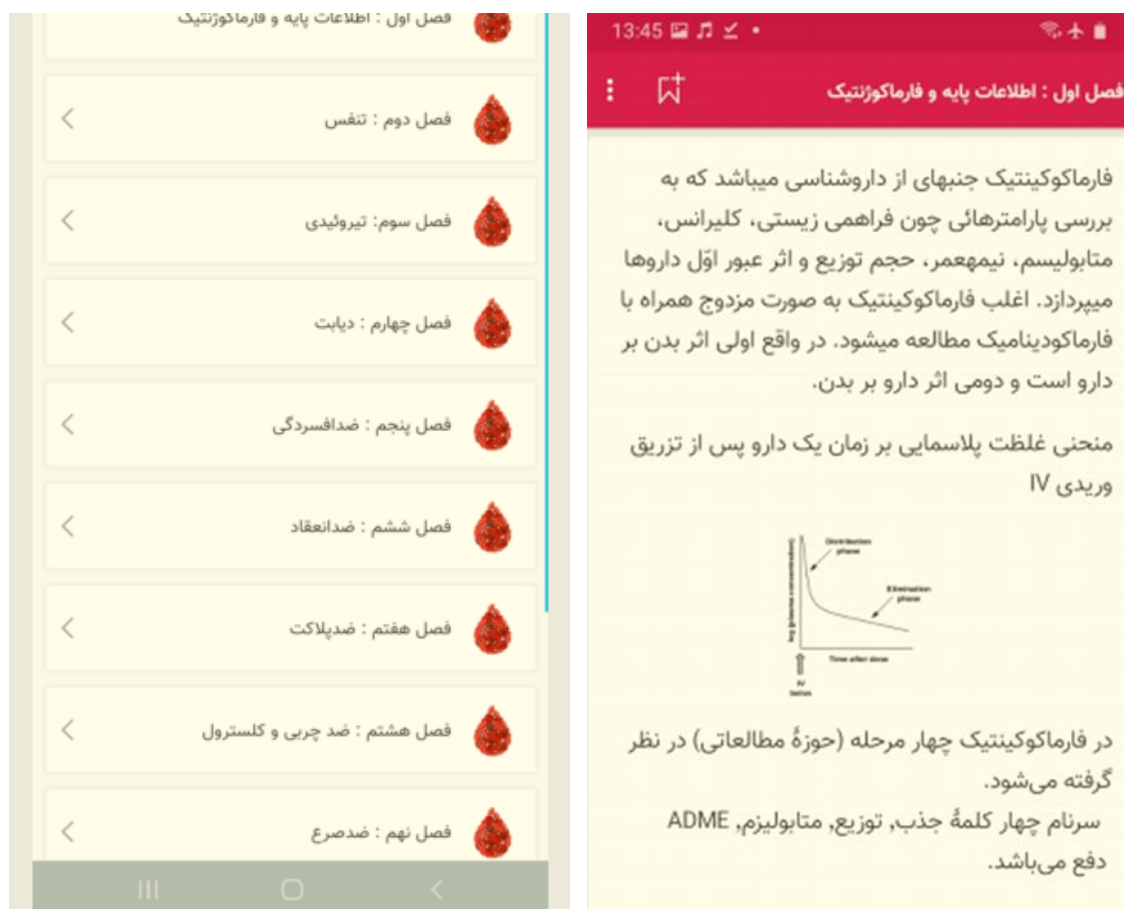 فصل اول : اطلاعات پایه و فارماکوژنتیک
فصل دوم : تنفس
فصل سوم: تیروئیدی
فصل چهارم : دیابت
فصل پنجم : ضدافسردگی
فصل ششم : ضدانعقاد
فصل هفتم : ضدپلاکت
فصل هشتم : ضد چربی و کلسترول
فصل نهم : ضدصرع
13:45
فصل اول : اطلاعات پایه و فارماکوژنتیک
فارماکوکینتیک جنبهای از داروشناسی میباشد که به
بررسی پارامترهائی چون فراهمی زیستی، کلیرانس،
متابولیسم، نیمهعمر، حجم توزیع و اثر عبور اوّل داروها
میپردازد. اغلب فارماکوکینتیک به صورت مزدوج همراه با
فارماکودینامیک مطالعه میشود. در واقع اولی اثر بدن بر
دارو است و دومی اثر دارو بر بدن.
منحنی غلظت پلاسمایی بر زمان یک دارو پس از تزریق
وریدی IV
Distribution
phase
Elimination
phase
log [plasma concentration]
Time after dose
IV
bolus
در فارماکوکینتیک چهار مرحله (حوزهٔ مطالعاتی) در نظر
گرفته می‌شود.
سرنام چهار کلمهٔ جذب, توزیع, متابولیزم, ADME
دفع می‌باشد.